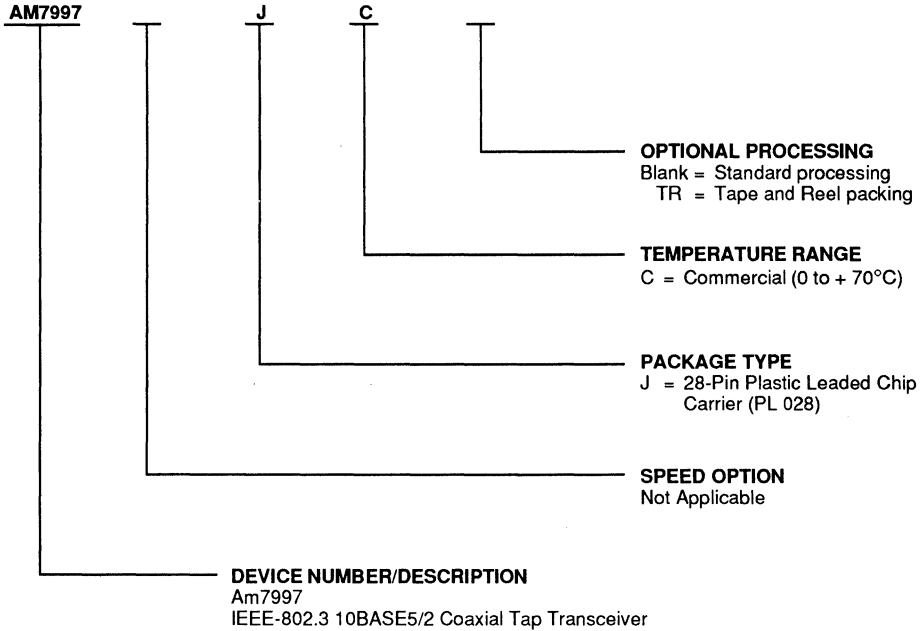 AM7997 J C
OPTIONAL PROCESSING
Blank = Standard processing
TR = Tape and Reel packing
TEMPERATURE RANGE
C = Commercial (0 to + 70°C)
PACKAGE TYPE
J = 28-Pin Plastic Leaded Chip
Carrier (PL 028)
SPEED OPTION
Not Applicable
DEVICE NUMBER/DESCRIPTION
Am7997
IEEE-802.3 10BASE5/2 Coaxial Tap Transceiver